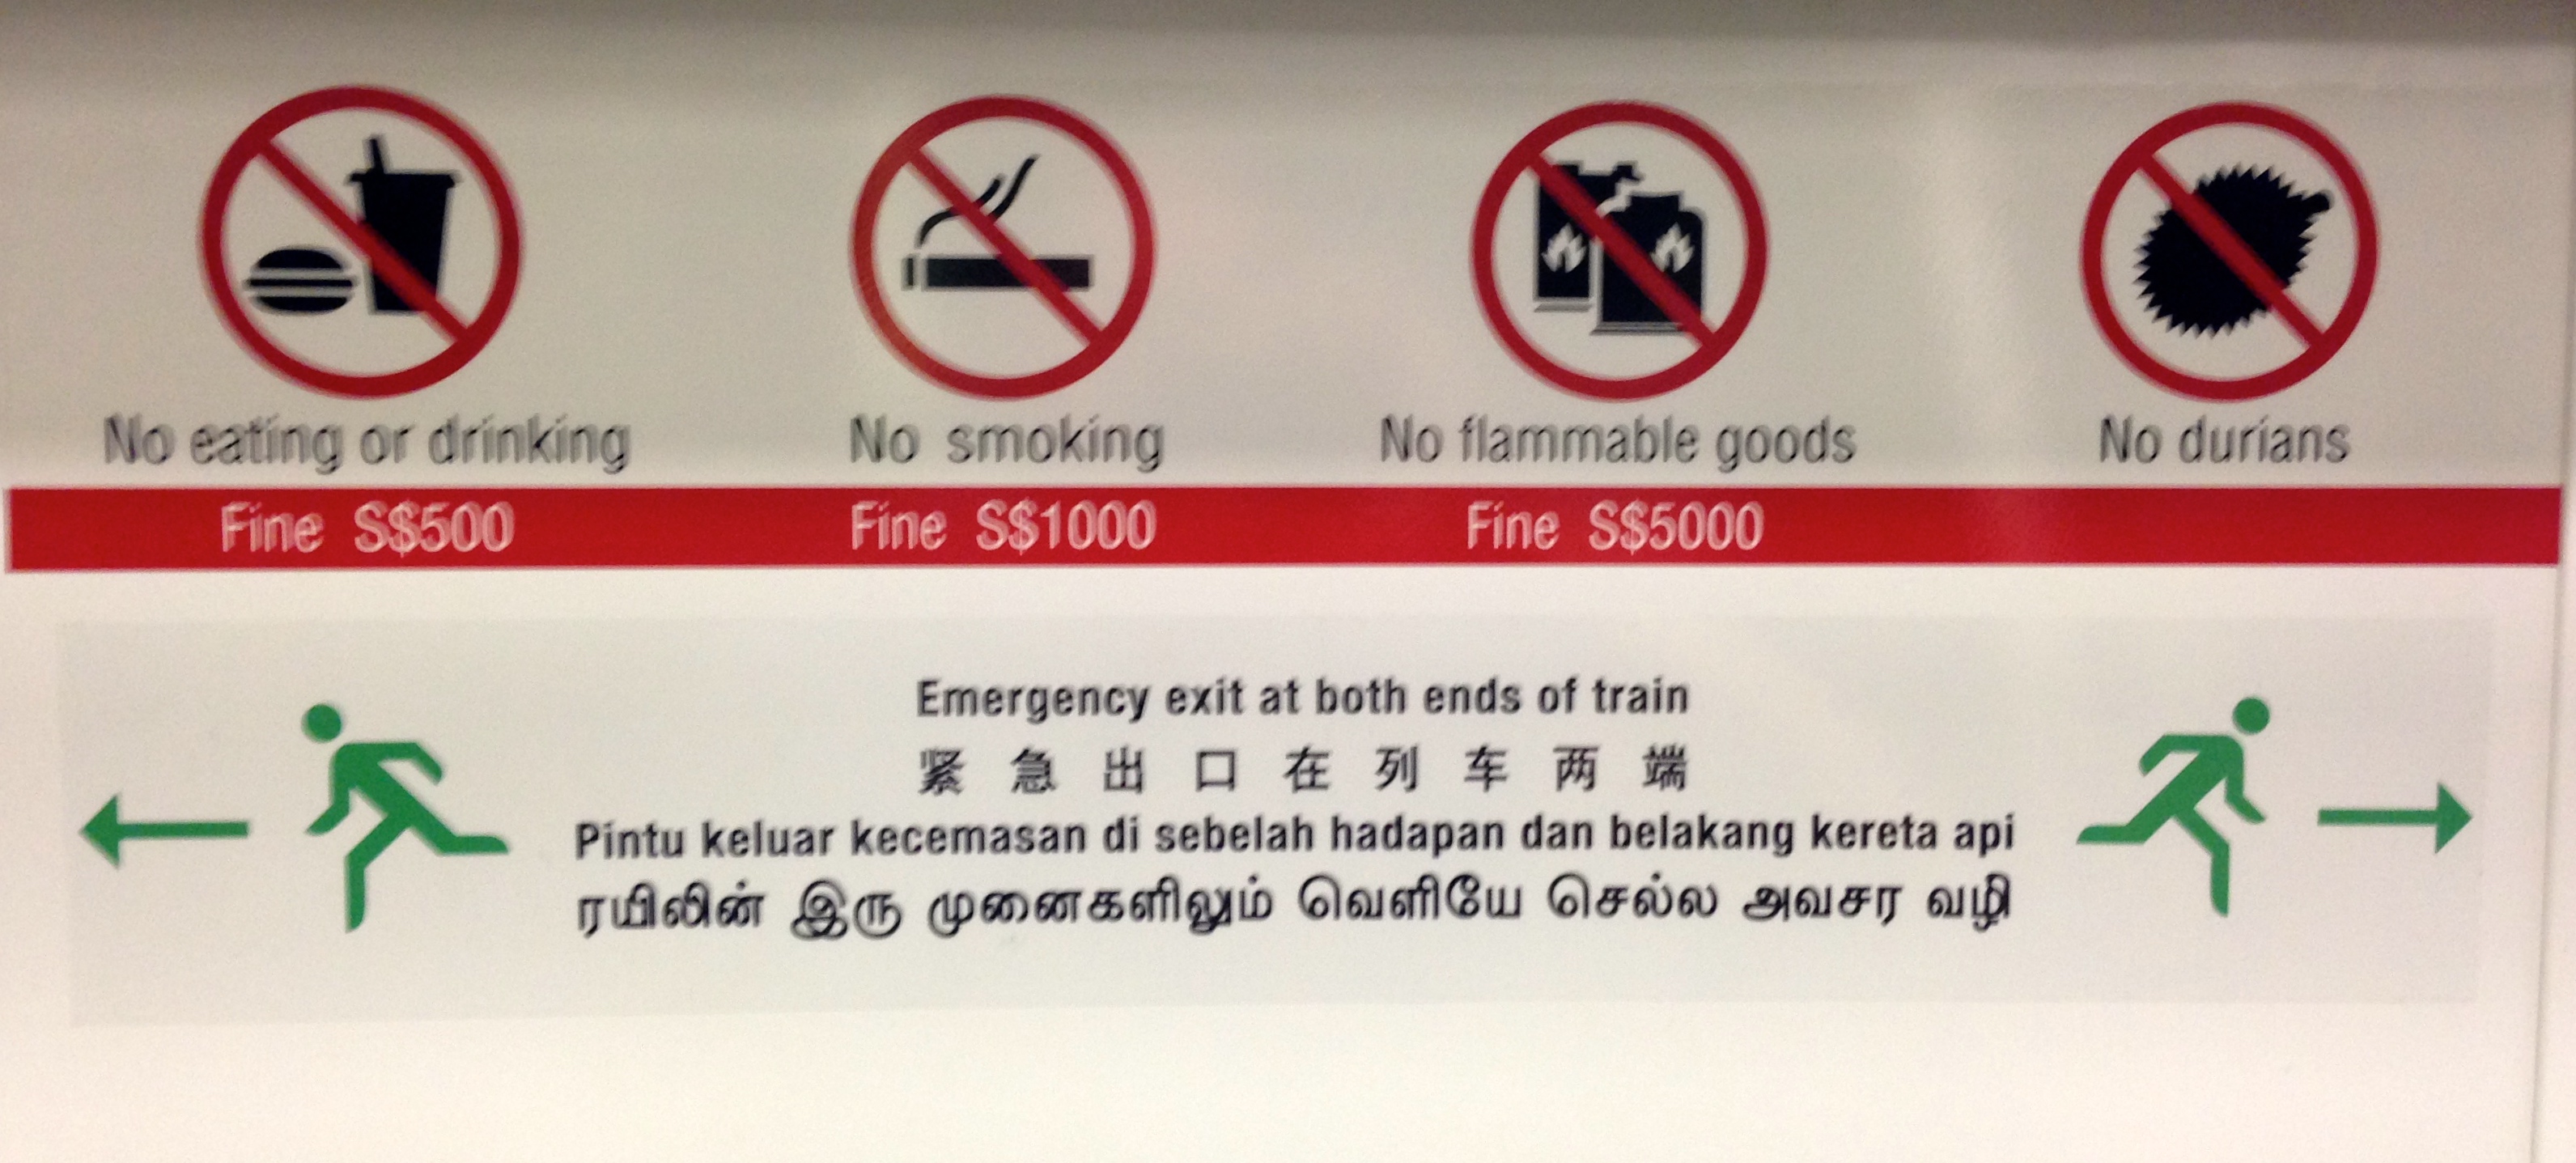 No eating or drinking
No smoking
No flammable goods
No durians
Fine S$500
Fine S$1000
Fine S$5000
Emergency exit at both ends of train
紧急出口在列车两端
Pintu keluar kecemasan di sebelah hadapan dan belakang kereta api
ரயிலின் இரு முனைகளிலும் வெளியே செல்ல அவசர வழி